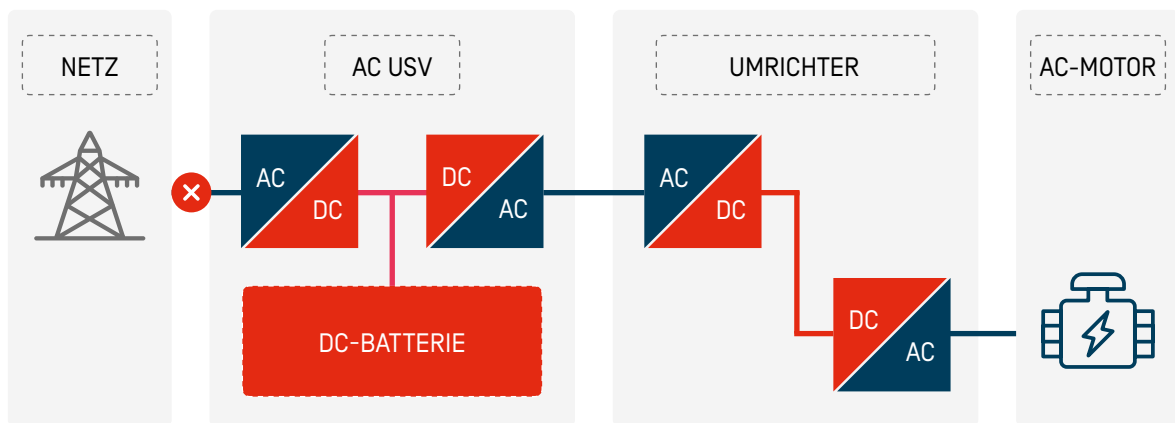 NETZ
AC USV
UMRICHTER
AC-MOTOR
AC
DC
DC
AC
AC
DC
DC-BATTERIE
DC
AC